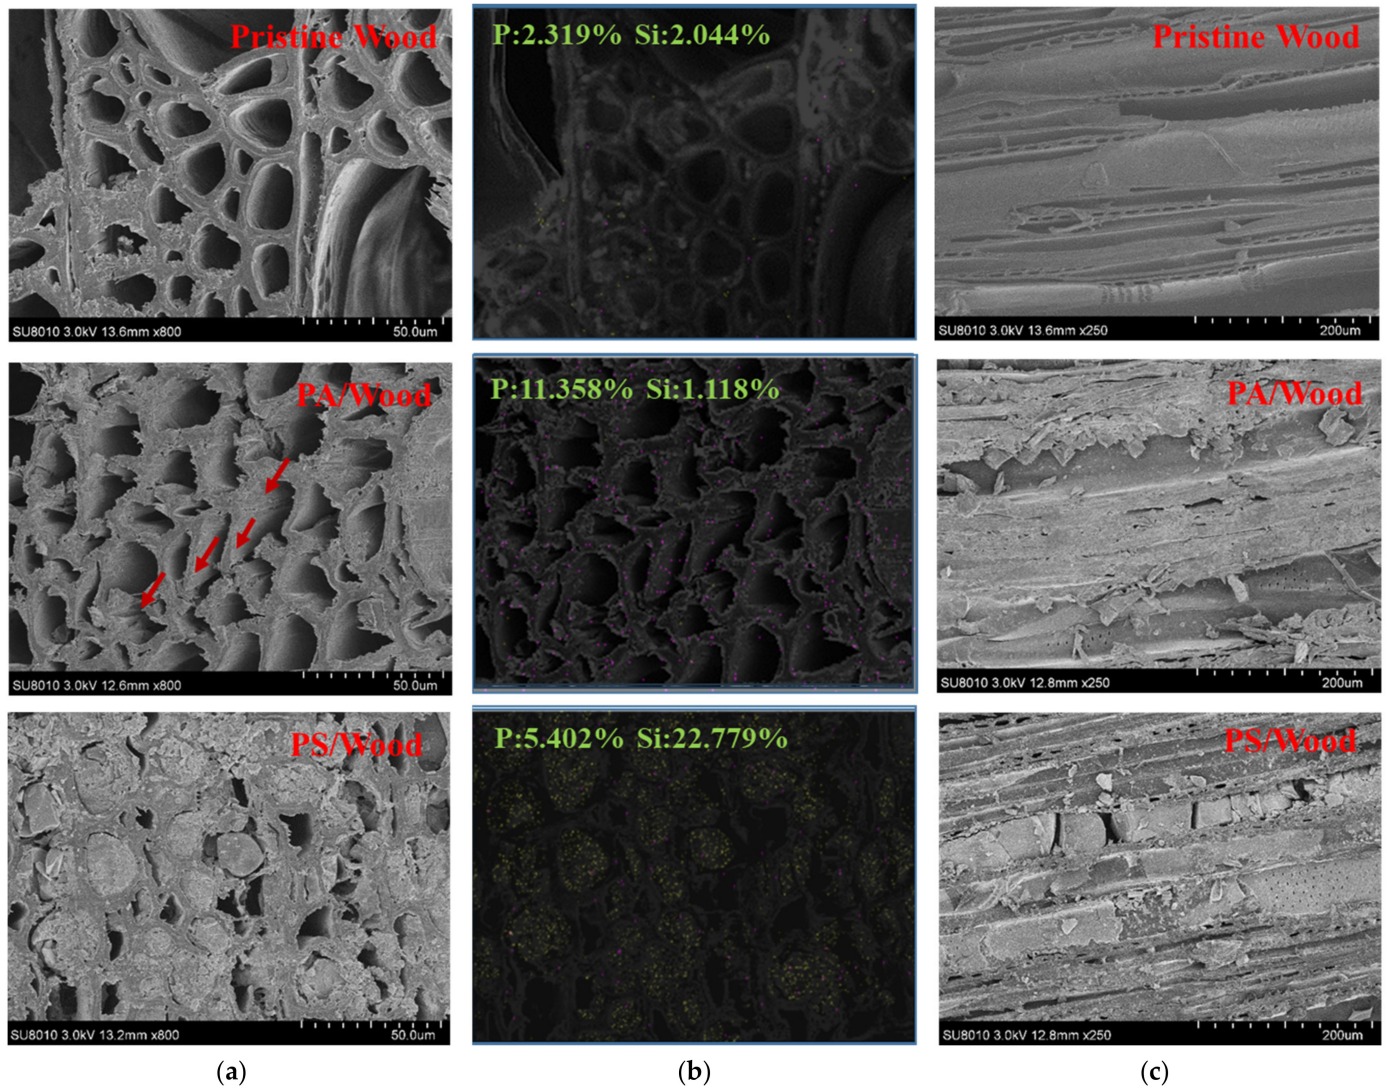 Pristine Wood
P:2.319% Si:2.044%
Pristine Wood
SU8010 3.0kV 13.6mm x800
50.0um
SU8010 3.0kV 13.6mm x250
200um
PA/Wood
P:11.358% Si:1.118%
PA/Wood
SU8010 3.0kV 12.6mm x800
50.0um
SU8010 3.0kV 12.8mm x250
200um
PS/Wood
P:5.402% Si:22.779%
PS/Wood
SU8010 3.0kV 13.2mm x800
50.0um
SU8010 3.0kV 12.8mm x250
200um
(a)
(b)
(c)